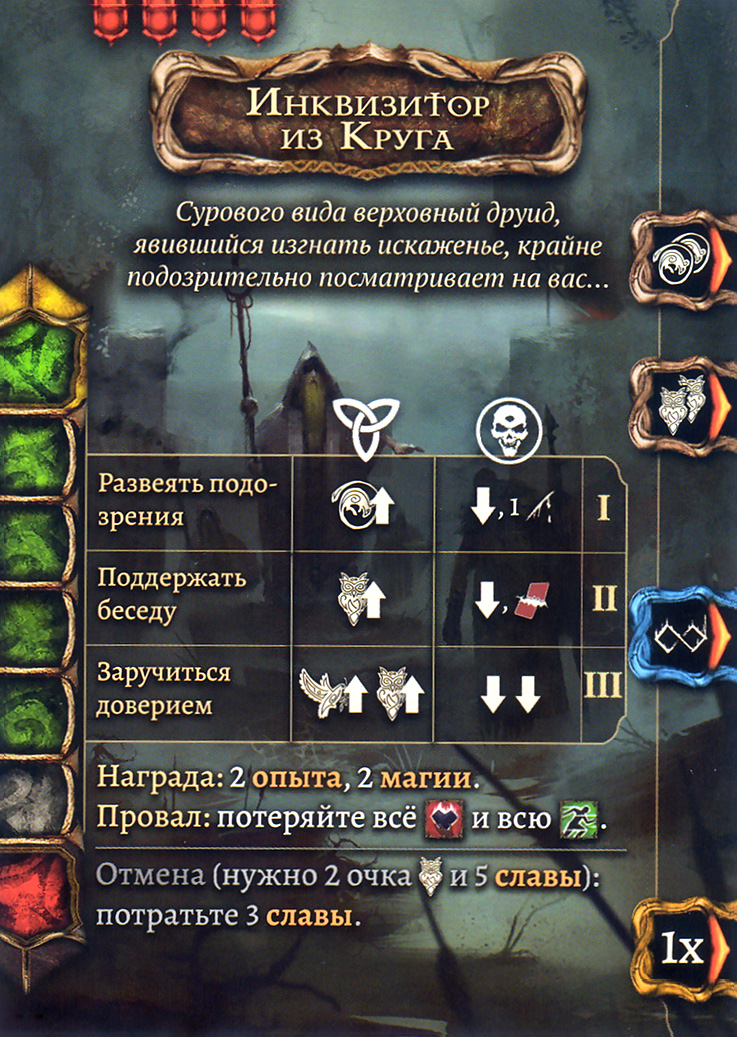 Инквизитор
из Круга
Сурового вида верховный друид,
явившийся изгнать искаженье, крайне
подозрительно посматривает на вас...
Развеять подо-
зрения
, 1
I
Поддержать
беседу
,
II
Заручиться
доверием
III
Награда: 2 опыта, 2 магии.
Провал: потеряйте всё и всю .
Отмена (нужно 2 очка и 5 славы):
потратьте 3 славы.
1x